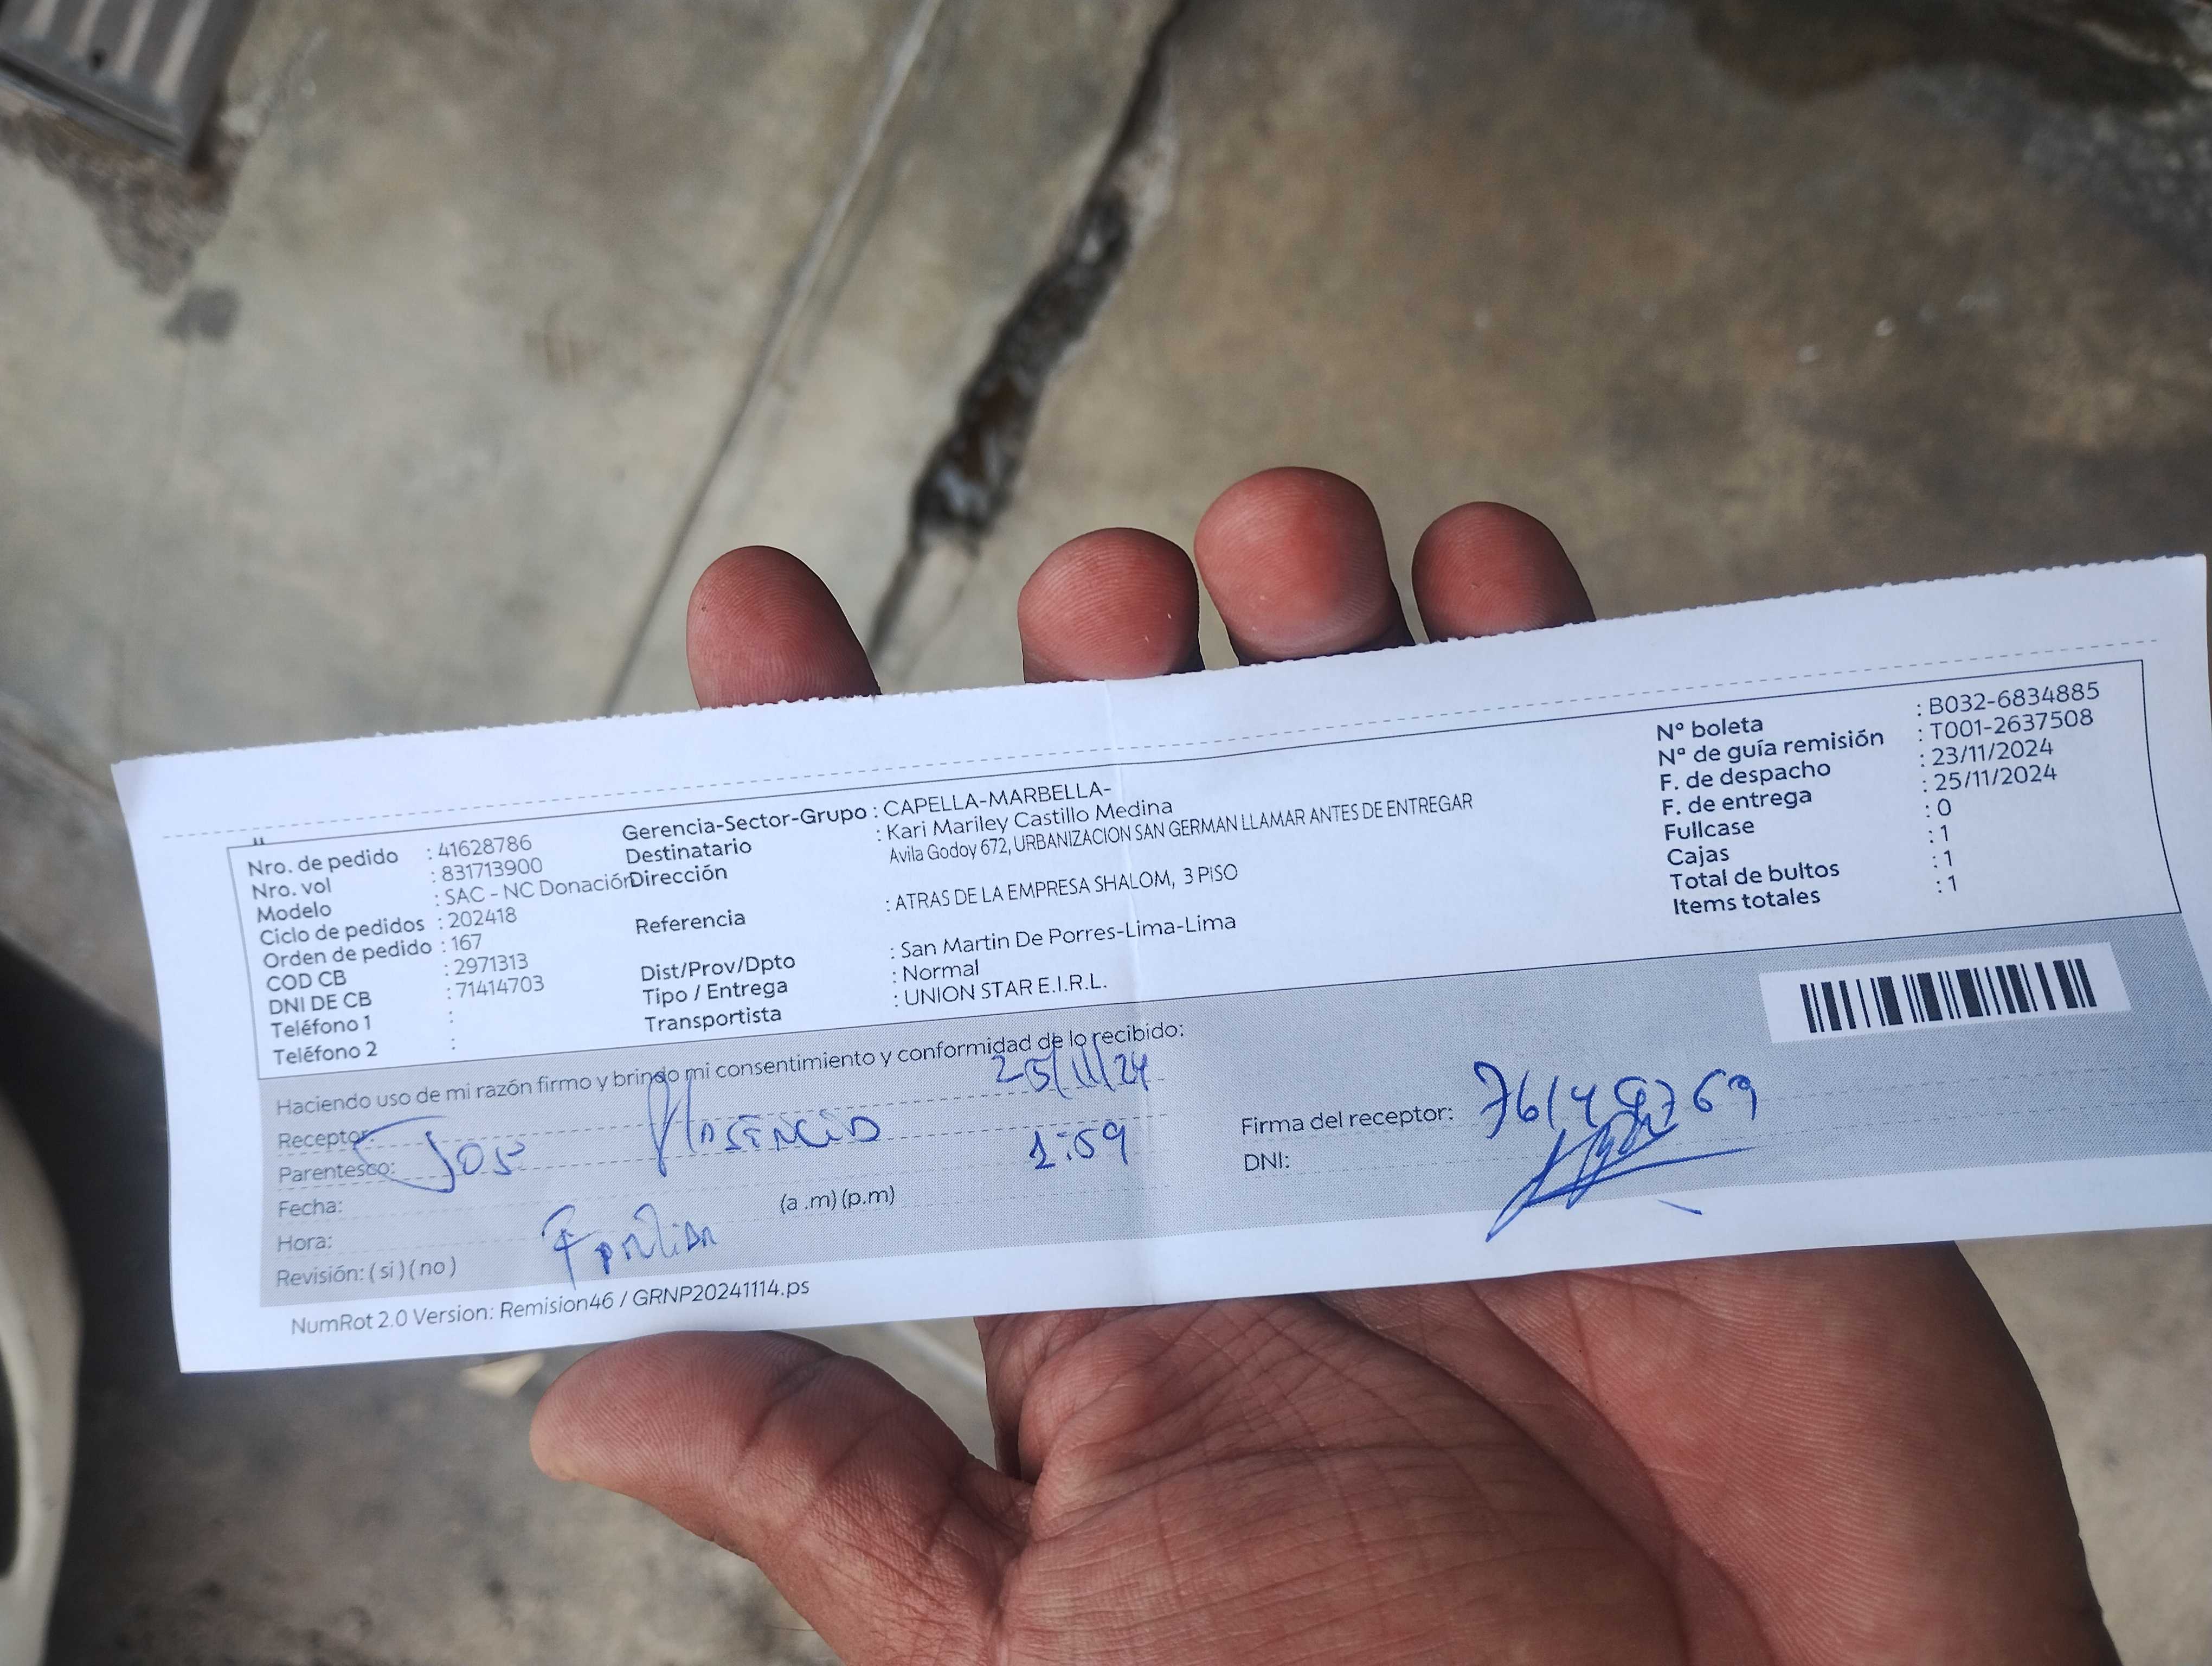 Nro. de pedido : 41628786
Nro. vol : 831713900
Modelo : SAC - NC Donación
Ciclo de pedidos : 202418
Orden de pedido : 167
COD CB : 2971313
DNI DE CB : 71414703
Teléfono 1 :
Teléfono 2 :
Gerencia-Sector-Grupo : CAPELLA-MARBELLA-
Destinatario : Kari Mariley Castillo Medina
Dirección Avila Godoy 672, URBANIZACION SAN GERMAN LLAMAR ANTES DE ENTREGAR
Referencia : ATRAS DE LA EMPRESA SHALOM, 3 PISO
Dist/Prov/Dpto : San Martin De Porres-Lima-Lima
Tipo / Entrega : Normal
Transportista : UNION STAR E.I.R.L.
Nº boleta : B032-6834885
Nº de guía remisión : T001-2637508
F. de despacho : 23/11/2024
F. de entrega : 25/11/2024
Fullcase : 0
Cajas : 1
Total de bultos : 1
Items totales : 1
Haciendo uso de mi razón firmo y brindo mi consentimiento y conformidad de lo recibido:
Receptor: 25/11/24
Parentesco: 1:59
Fecha:
Hora: (a .m) (p.m)
Revisión: ( si ) ( no )
Firma del receptor:
DNI:
NumRot 2.0 Version: Remision46 / GRNP20241114.ps